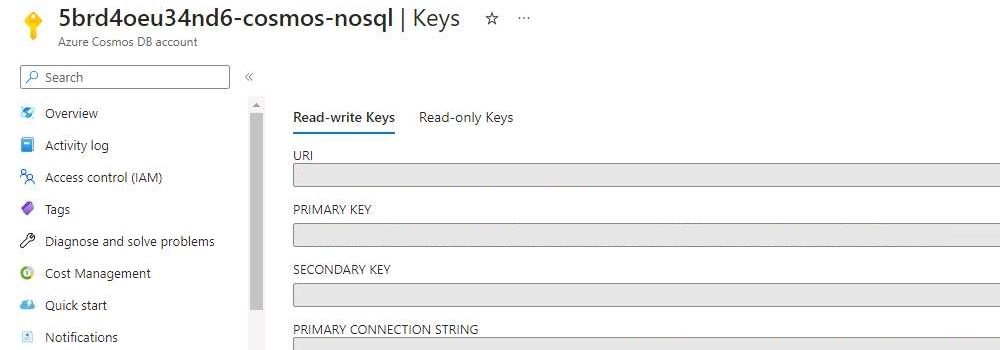 5brd4oeu34nd6-cosmos-nosql | Keys
Azure Cosmos DB account
Search
Overview
Activity log
Access control (IAM)
Tags
Diagnose and solve problems
Cost Management
Quick start
Notifications
Read-write Keys
Read-only Keys
URI
PRIMARY KEY
SECONDARY KEY
PRIMARY CONNECTION STRING